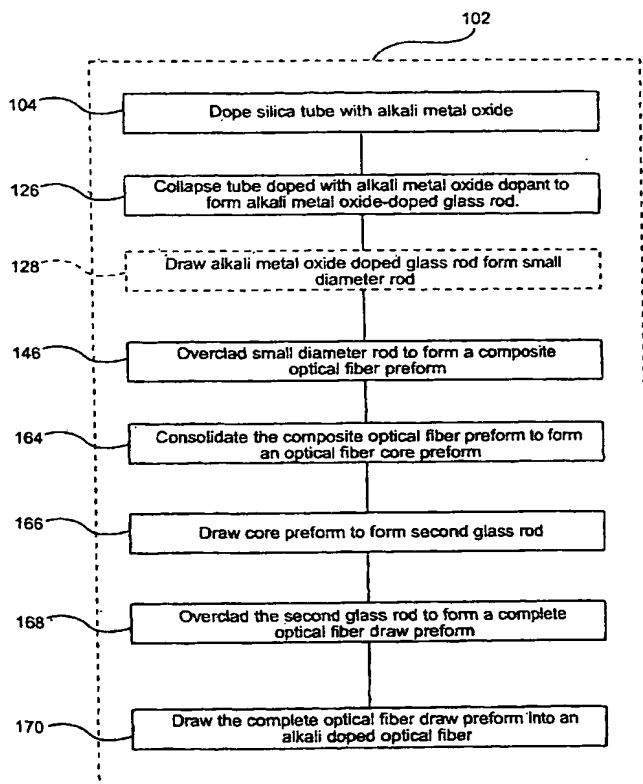 102
104
Dope silica tube with alkali metal oxide
126
Collapse tube doped with alkali metal oxide dopant to
form alkali metal oxide-doped glass rod.
128
Draw alkali metal oxide doped glass rod form small
diameter rod
146
Overclad small diameter rod to form a composite
optical fiber preform
164
Consolidate the composite optical fiber preform to form
an optical fiber core preform
166
Draw core preform to form second glass rod
168
Overclad the second glass rod to form a complete
optical fiber draw preform
170
Draw the complete optical fiber draw preform into an
alkali doped optical fiber